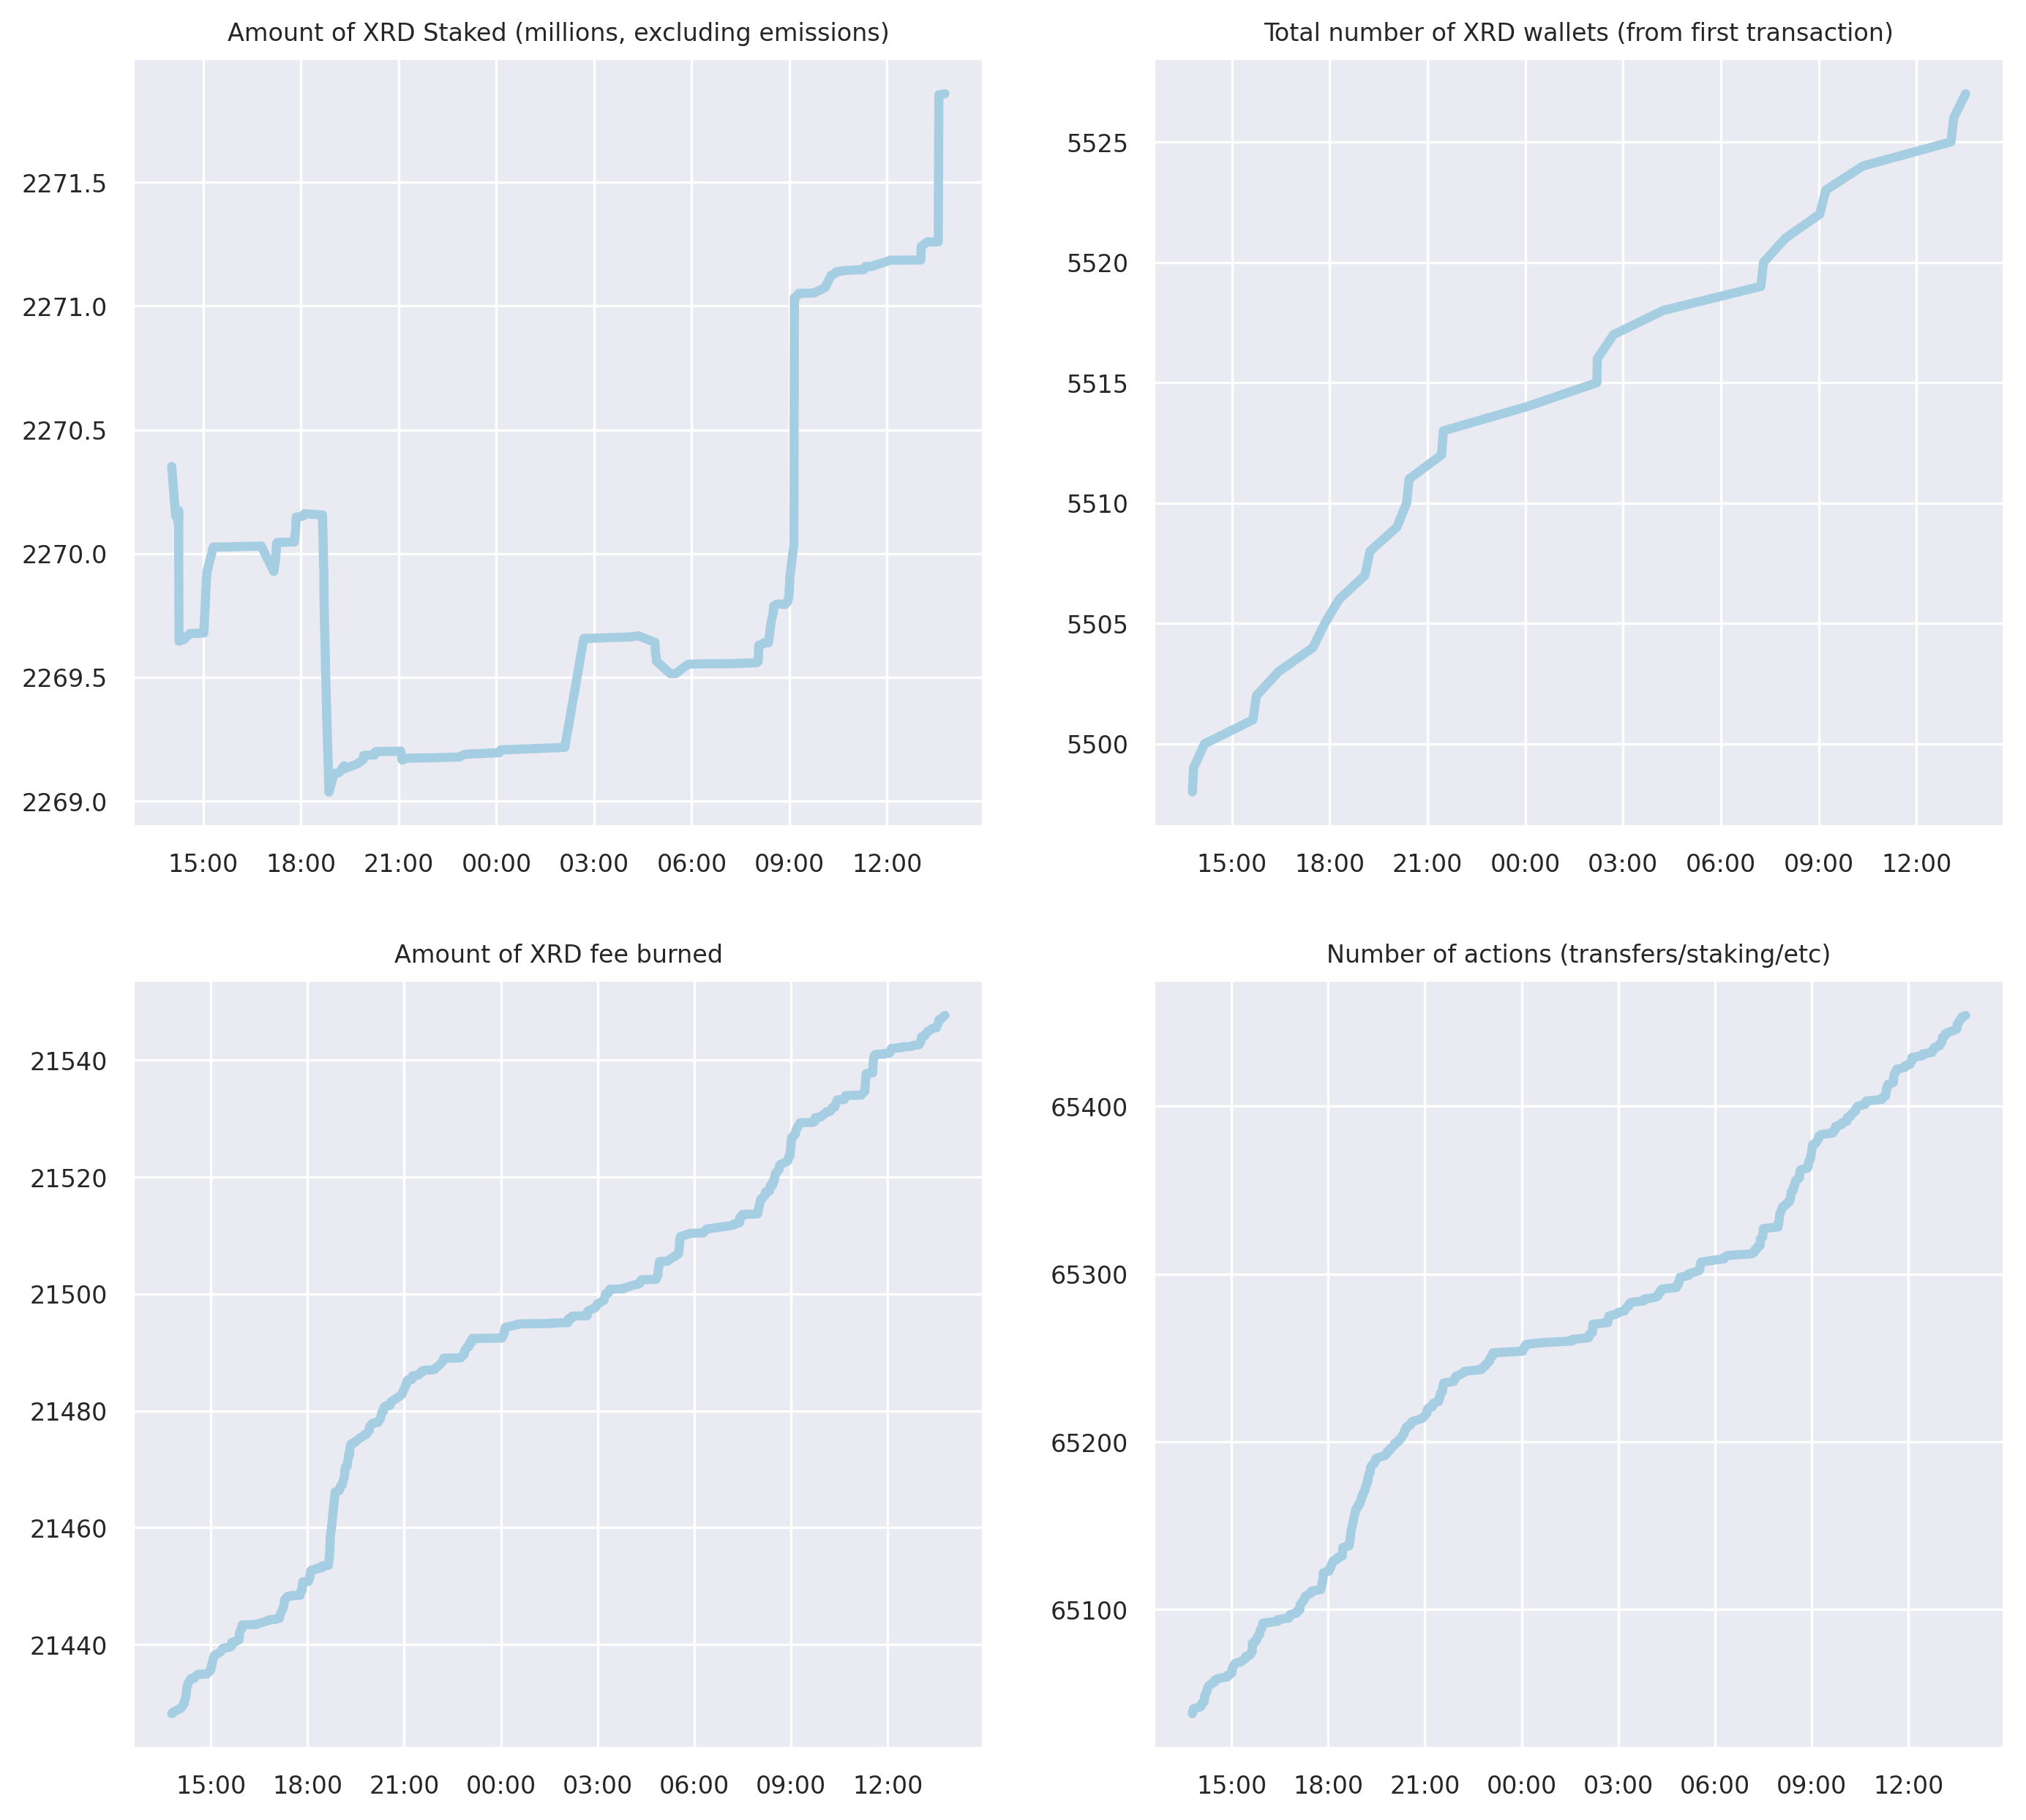 Amount of XRD Staked (millions, excluding emissions)
2271.5
2271.0
2270.5
2270.0
2269.5
2269.0
15:00 18:00 21:00 00:00 03:00 06:00 09:00 12:00
Total number of XRD wallets (from first transaction)
5525
5520
5515
5510
5505
5500
15:00 18:00 21:00 00:00 03:00 06:00 09:00 12:00
Amount of XRD fee burned
21540
21520
21500
21480
21460
21440
15:00 18:00 21:00 00:00 03:00 06:00 09:00 12:00
Number of actions (transfers/staking/etc)
65400
65300
65200
65100
15:00 18:00 21:00 00:00 03:00 06:00 09:00 12:00